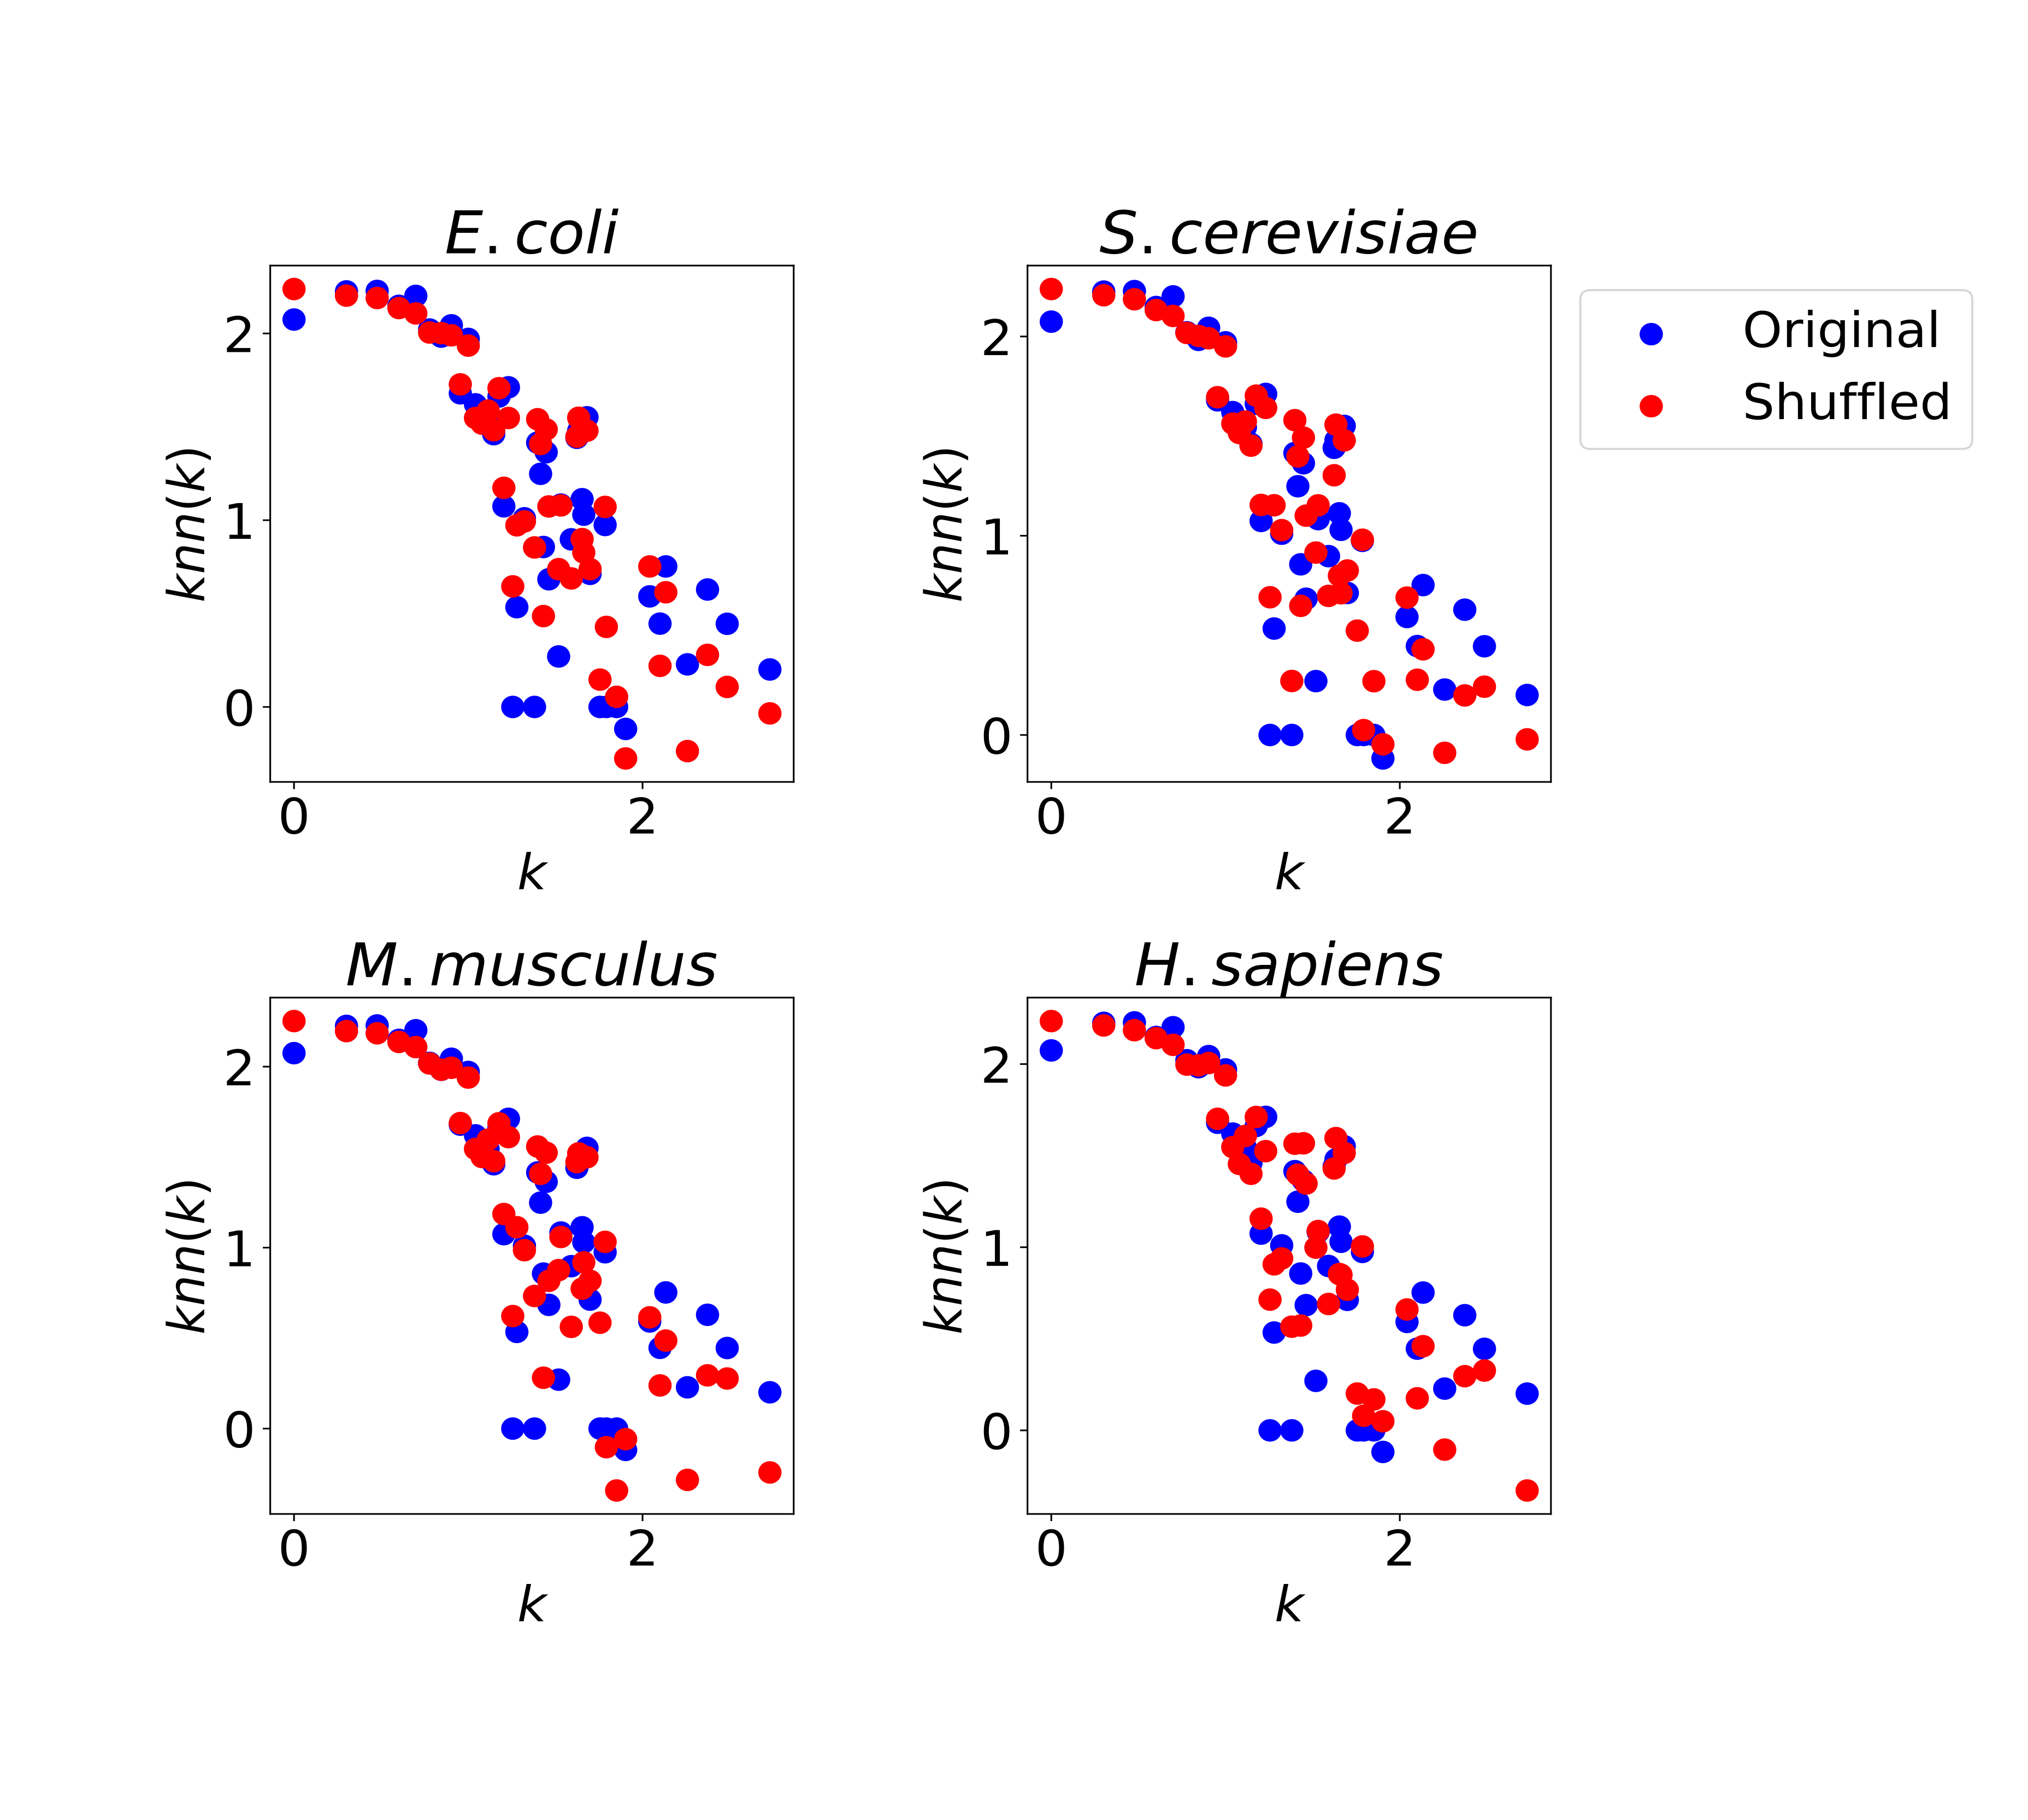 E. coli
S. cerevisiae
Original
Shuffled
knn(k)
2
1
0
0
2
k
knn(k)
2
1
0
0
2
k
M. musculus
H. sapiens
knn(k)
2
1
0
0
2
k
knn(k)
2
1
0
0
2
k